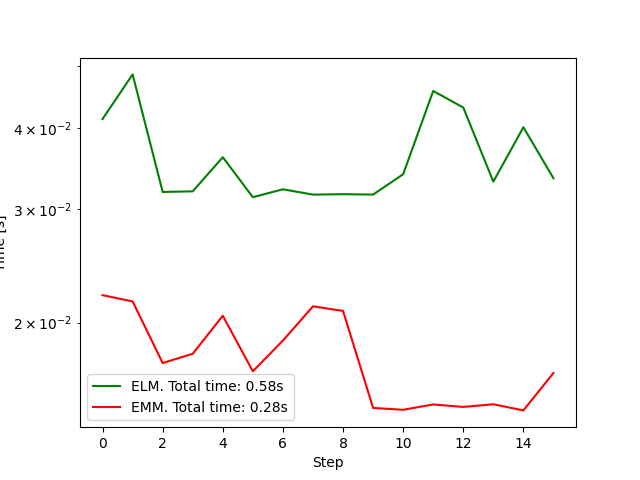 4 × 10⁻²
3 × 10⁻²
2 × 10⁻²
Time [s]
ELM. Total time: 0.58s
EMM. Total time: 0.28s
0 2 4 6 8 10 12 14
Step